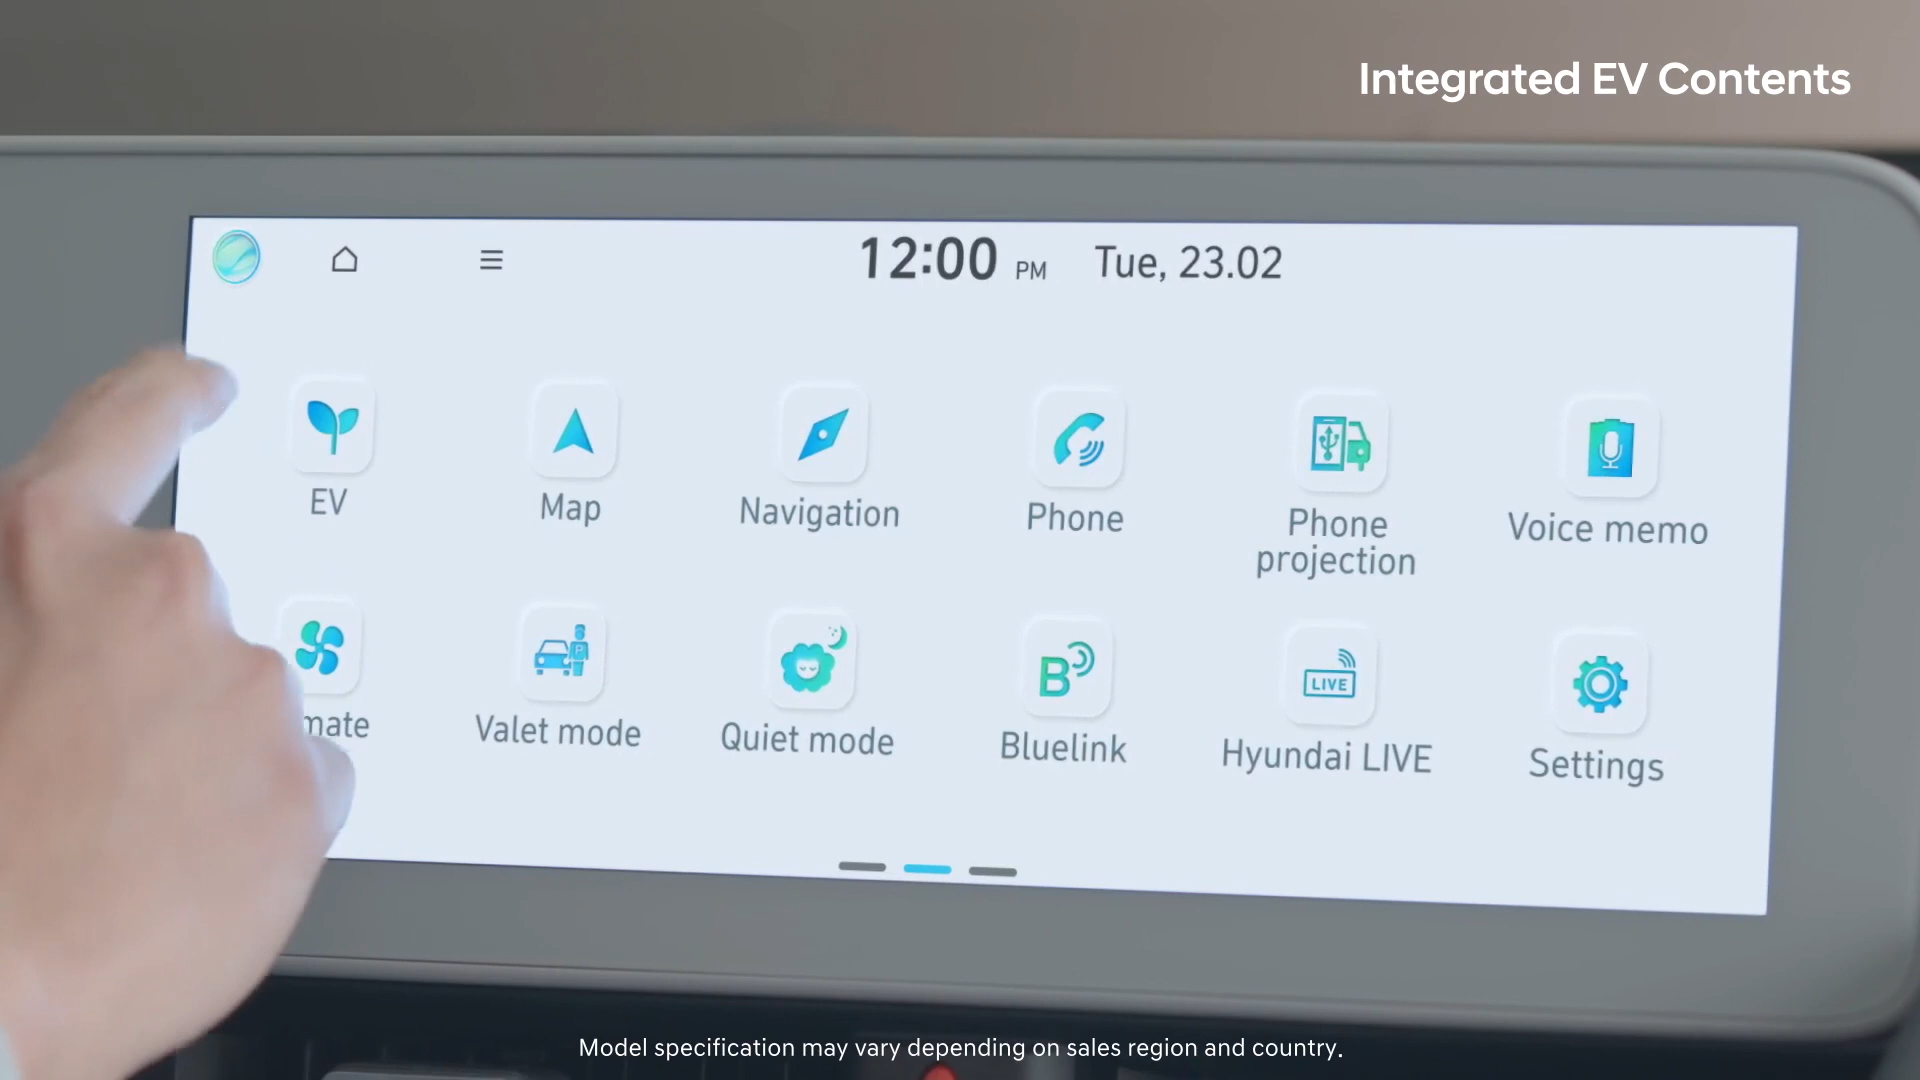 Integrated EV Contents
12:00 PM Tue, 23.02
EV
Map
Navigation
Phone
Phone
projection
Voice memo
mate
Valet mode
Quiet mode
B
Bluelink
LIVE
Hyundai LIVE
Settings
Model specification may vary depending on sales region and country.